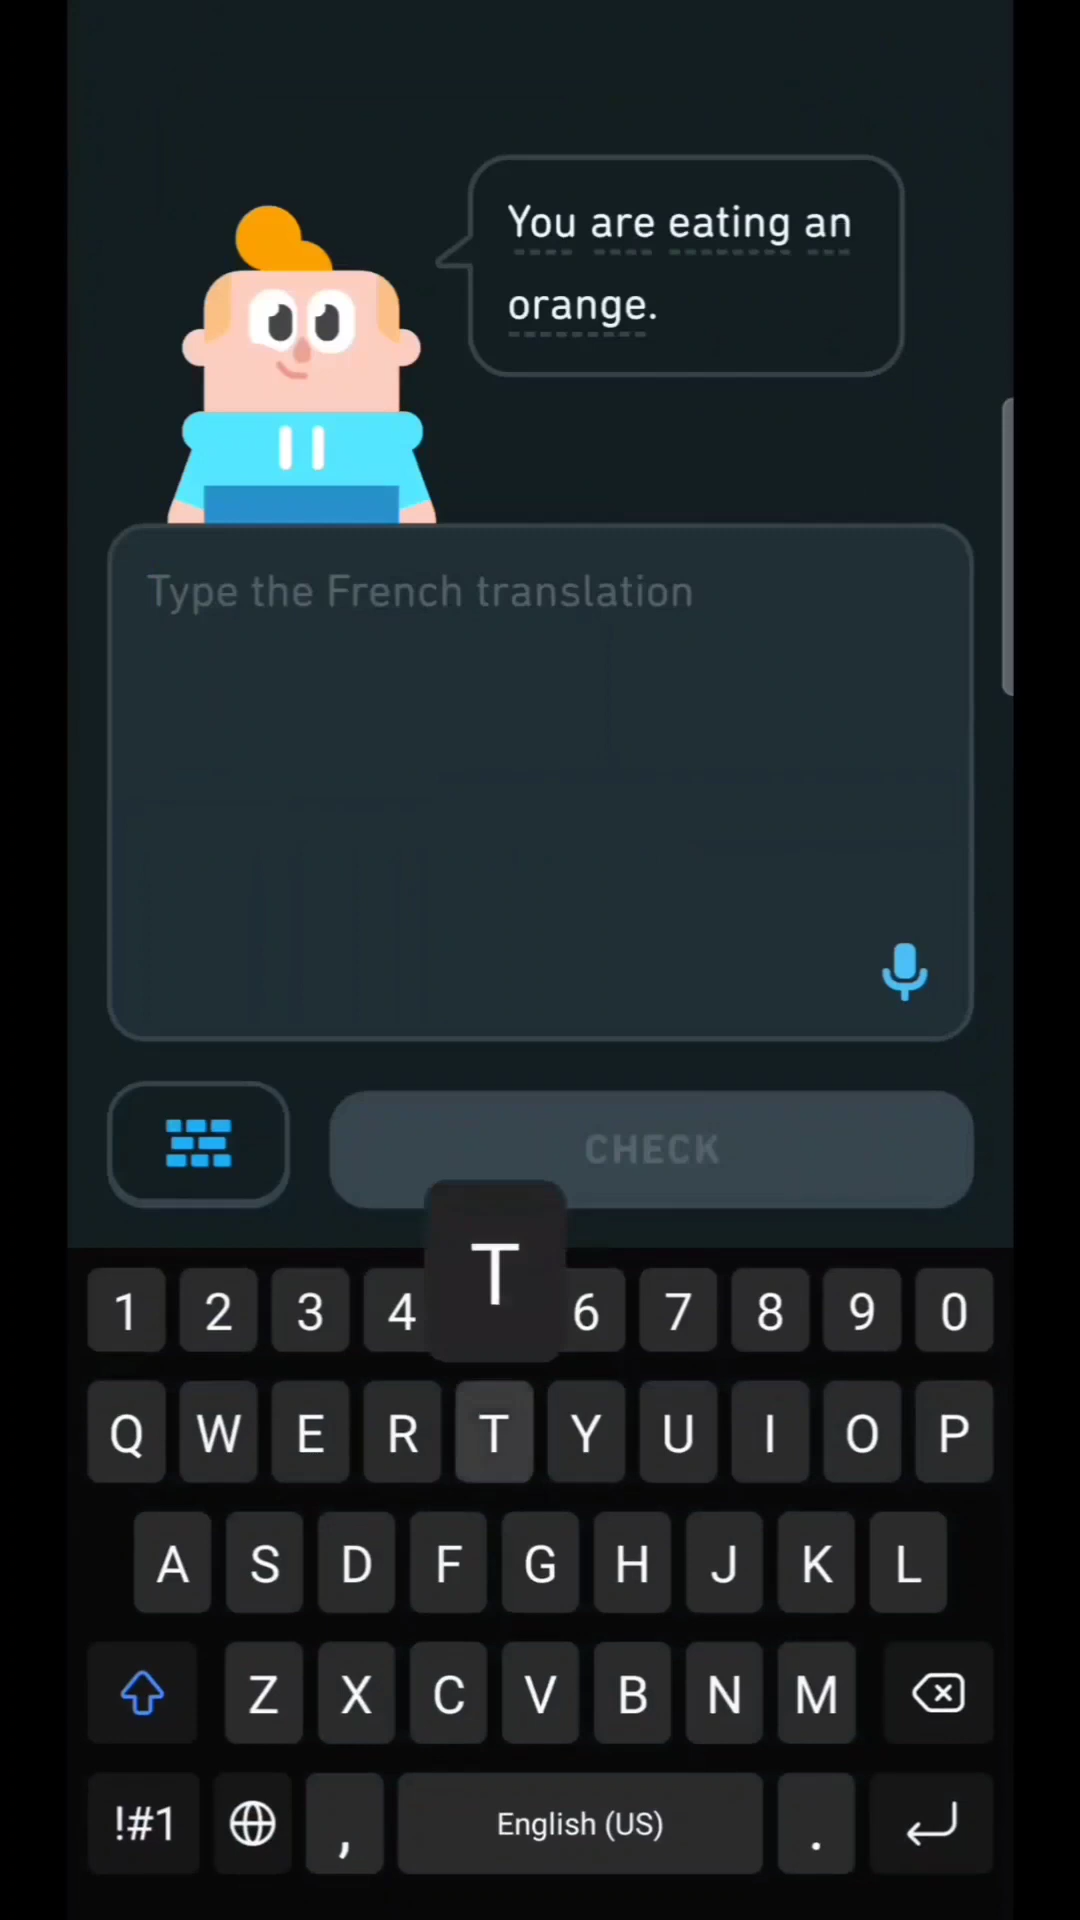 You are eating an
orange.
Type the French translation
CHECK
T
1 2 3 4 6 7 8 9 0
Q W E R T Y U I O P
A S D F G H J K L
Z X C V B N M
!#1 , English (US) .